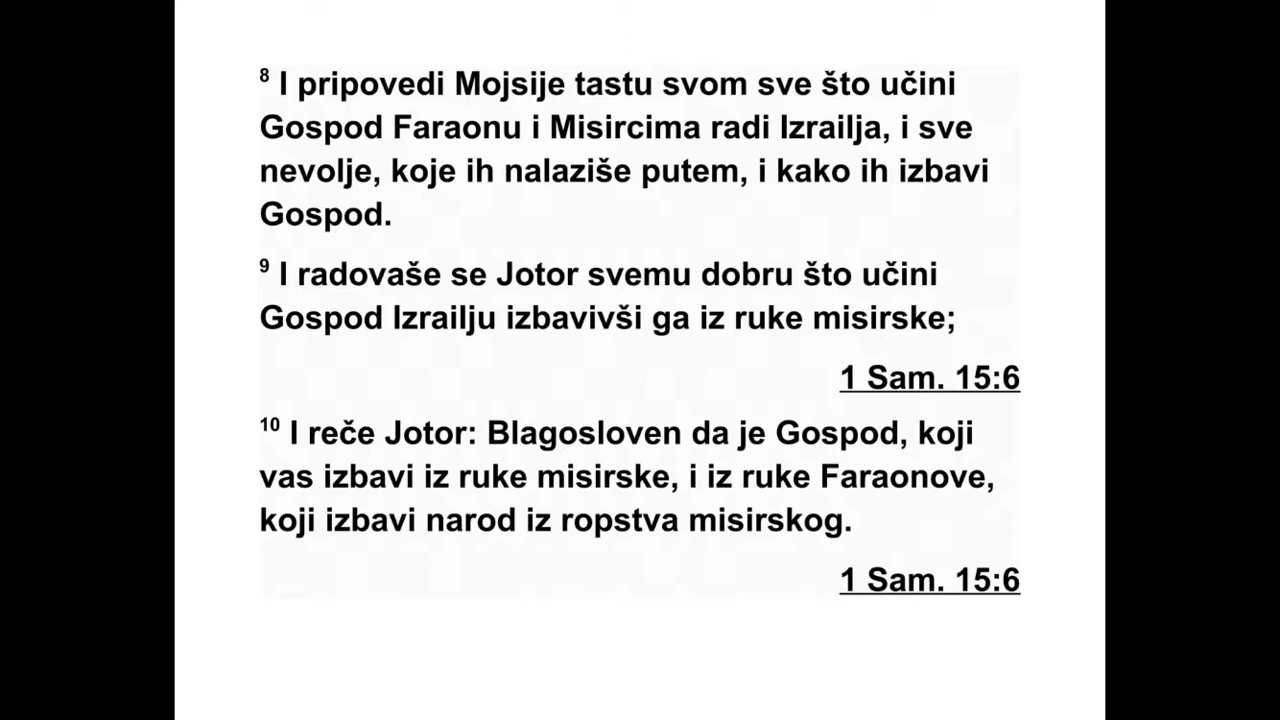 8 I pripovedi Mojsije tastu svom sve što učini
Gospod Faraonu i Misircima radi Izrailja, i sve
nevolje, koje ih nalaziše putem, i kako ih izbavi
Gospod.
9 I radovaše se Jotor svemu dobru što učini
Gospod Izrailju izbavivši ga iz ruke misirske;
1 Sam. 15:6
10 I reče Jotor: Blagosloven da je Gospod, koji
vas izbavi iz ruke misirske, i iz ruke Faraonove,
koji izbavi narod iz ropstva misirskog.
1 Sam. 15:6